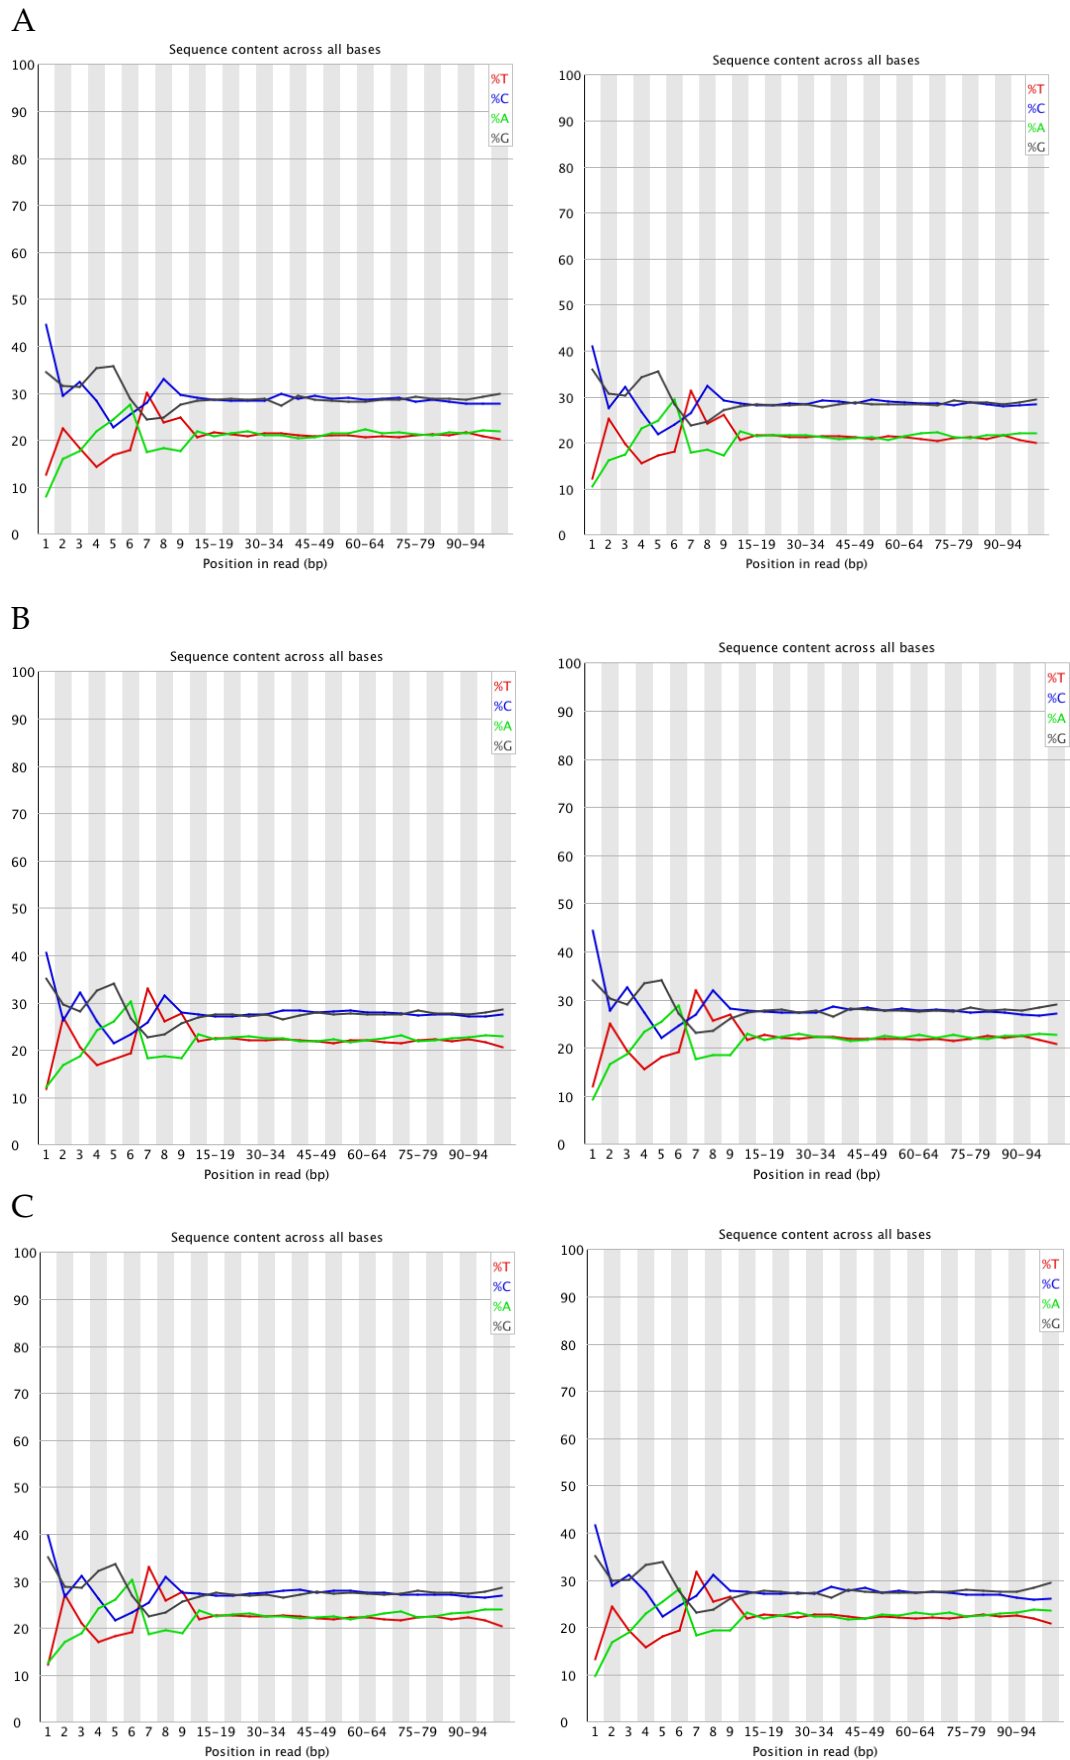 A
Sequence content across all bases
100
90
80
70
60
50
40
30
20
10
0
%T
%C
%A
%G
1 2 3 4 5 6 7 8 9 15-19 30-34 45-49 60-64 75-79 90-94
Position in read (bp)
Sequence content across all bases
100
90
80
70
60
50
40
30
20
10
0
%T
%C
%A
%G
1 2 3 4 5 6 7 8 9 15-19 30-34 45-49 60-64 75-79 90-94
Position in read (bp)
B
Sequence content across all bases
100
90
80
70
60
50
40
30
20
10
0
%T
%C
%A
%G
1 2 3 4 5 6 7 8 9 15-19 30-34 45-49 60-64 75-79 90-94
Position in read (bp)
Sequence content across all bases
100
90
80
70
60
50
40
30
20
10
0
%T
%C
%A
%G
1 2 3 4 5 6 7 8 9 15-19 30-34 45-49 60-64 75-79 90-94
Position in read (bp)
C
Sequence content across all bases
100
90
80
70
60
50
40
30
20
10
0
%T
%C
%A
%G
1 2 3 4 5 6 7 8 9 15-19 30-34 45-49 60-64 75-79 90-94
Position in read (bp)
Sequence content across all bases
100
90
80
70
60
50
40
30
20
10
0
%T
%C
%A
%G
1 2 3 4 5 6 7 8 9 15-19 30-34 45-49 60-64 75-79 90-94
Position in read (bp)